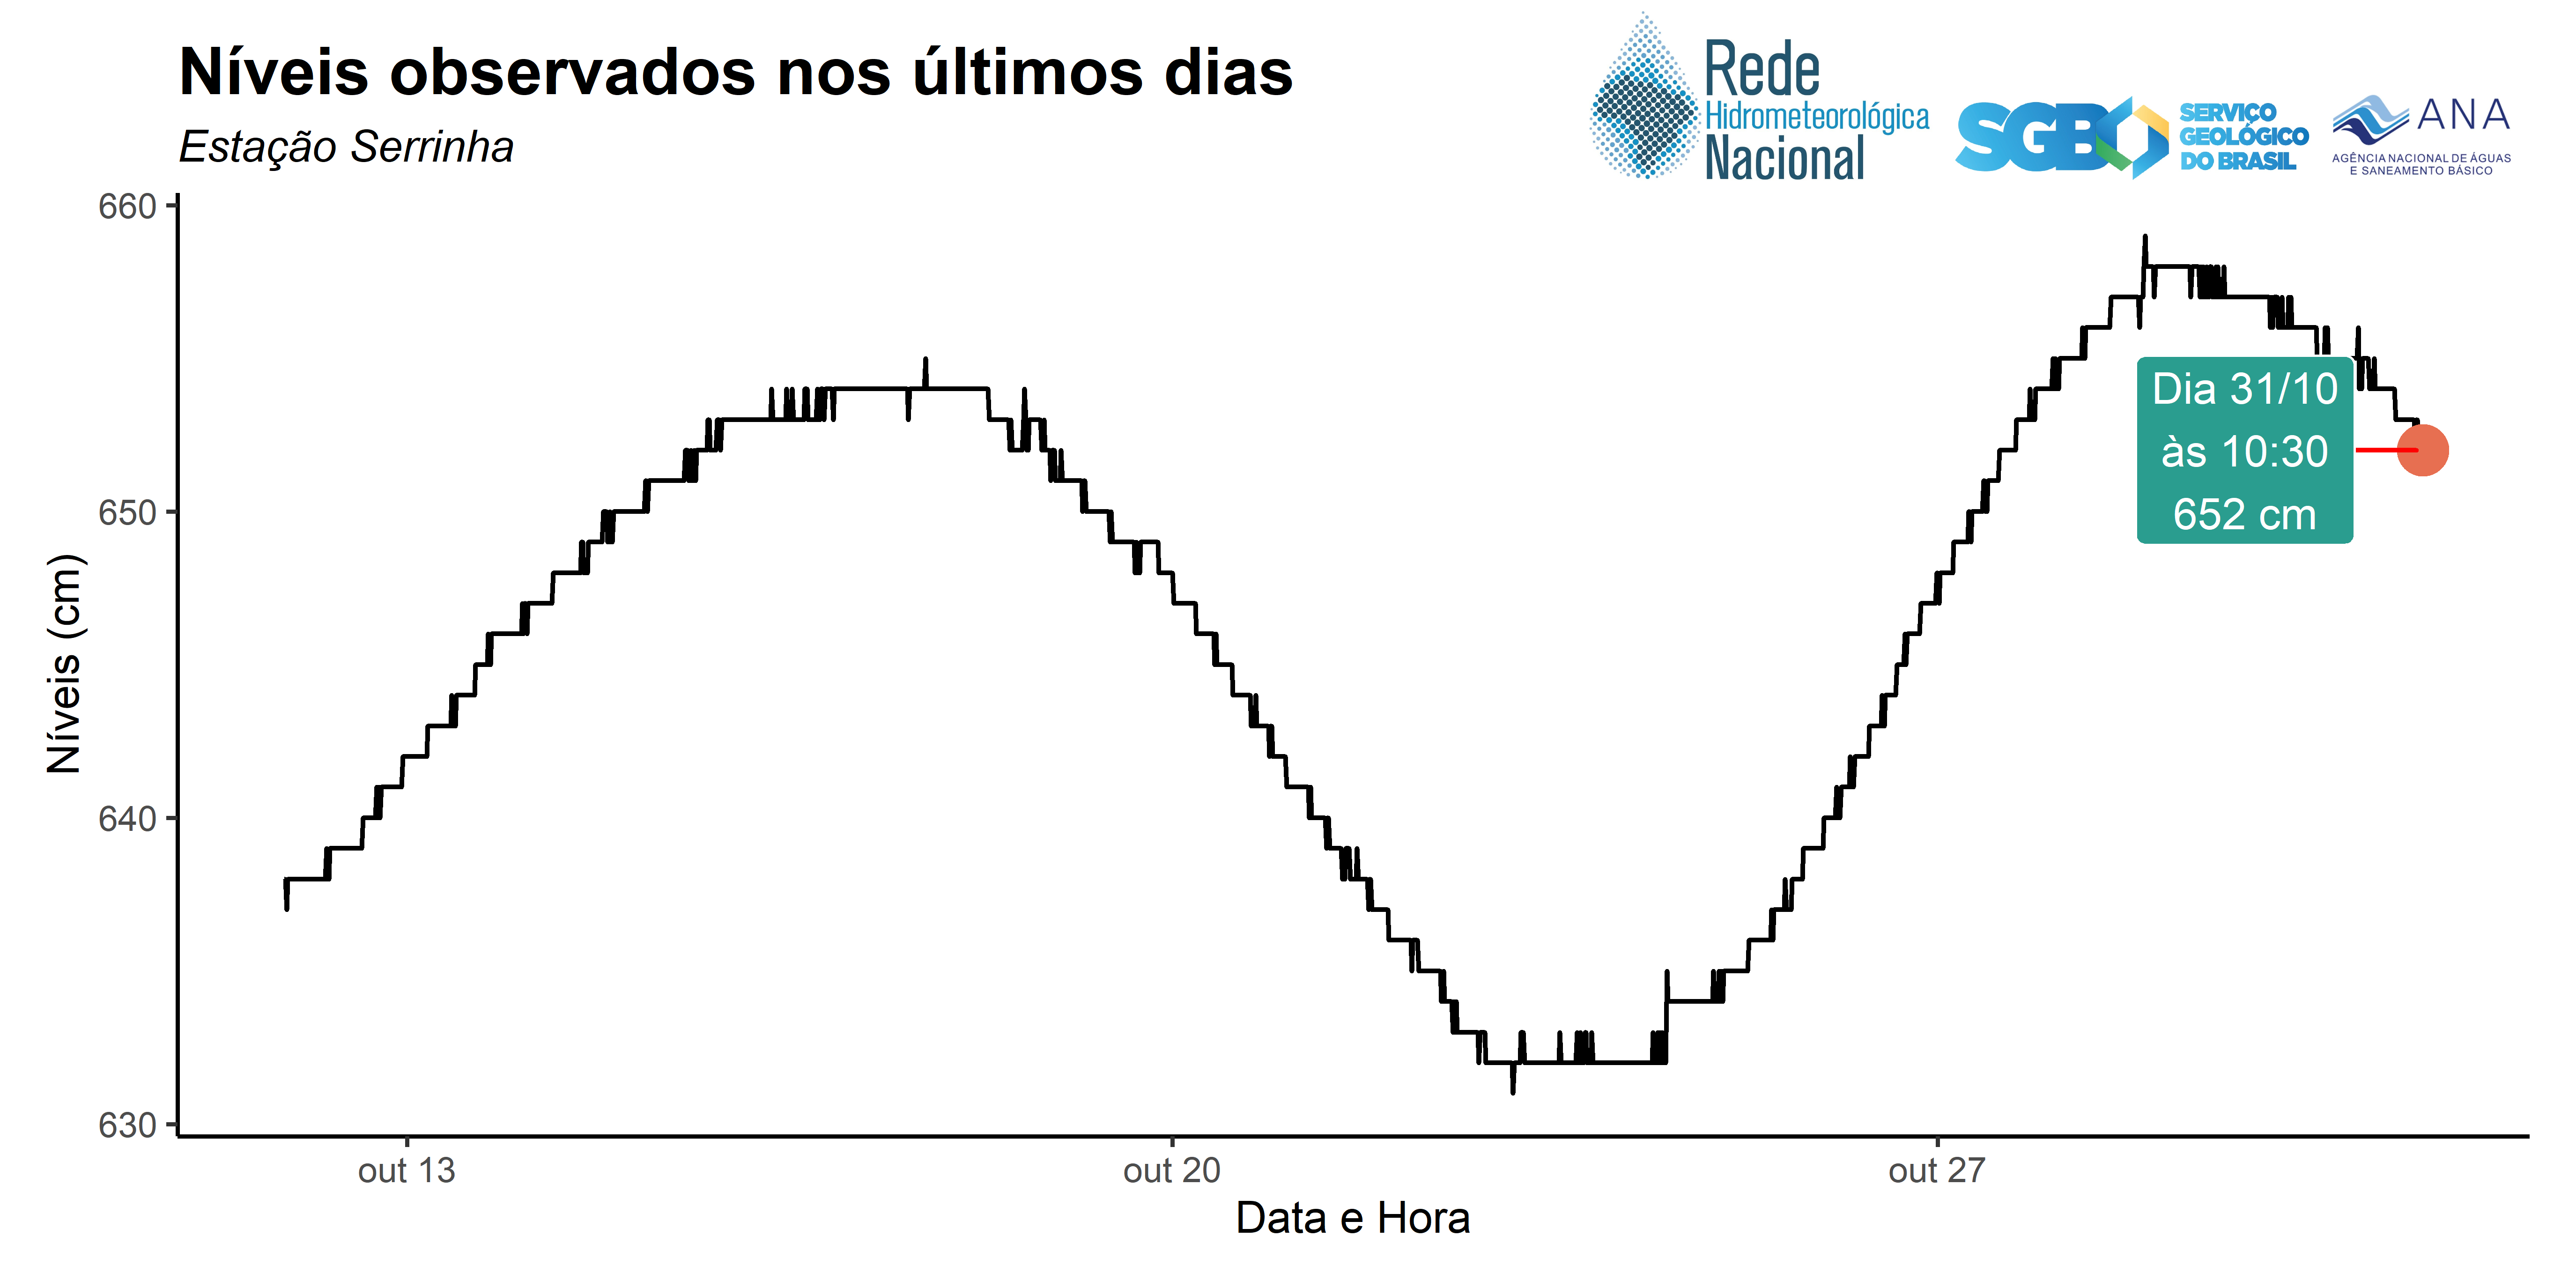 Níveis observados nos últimos dias
Estação Serrinha
Rede
Hidrometeorológica
Nacional
SGB
SERVIÇO
GEOLÓGICO
DO BRASIL
ANA
AGÊNCIA NACIONAL DE ÁGUAS
E SANEAMENTO BÁSICO
660
650
640
630
Níveis (cm)
Dia 31/10
às 10:30
652 cm
out 13
out 20
out 27
Data e Hora